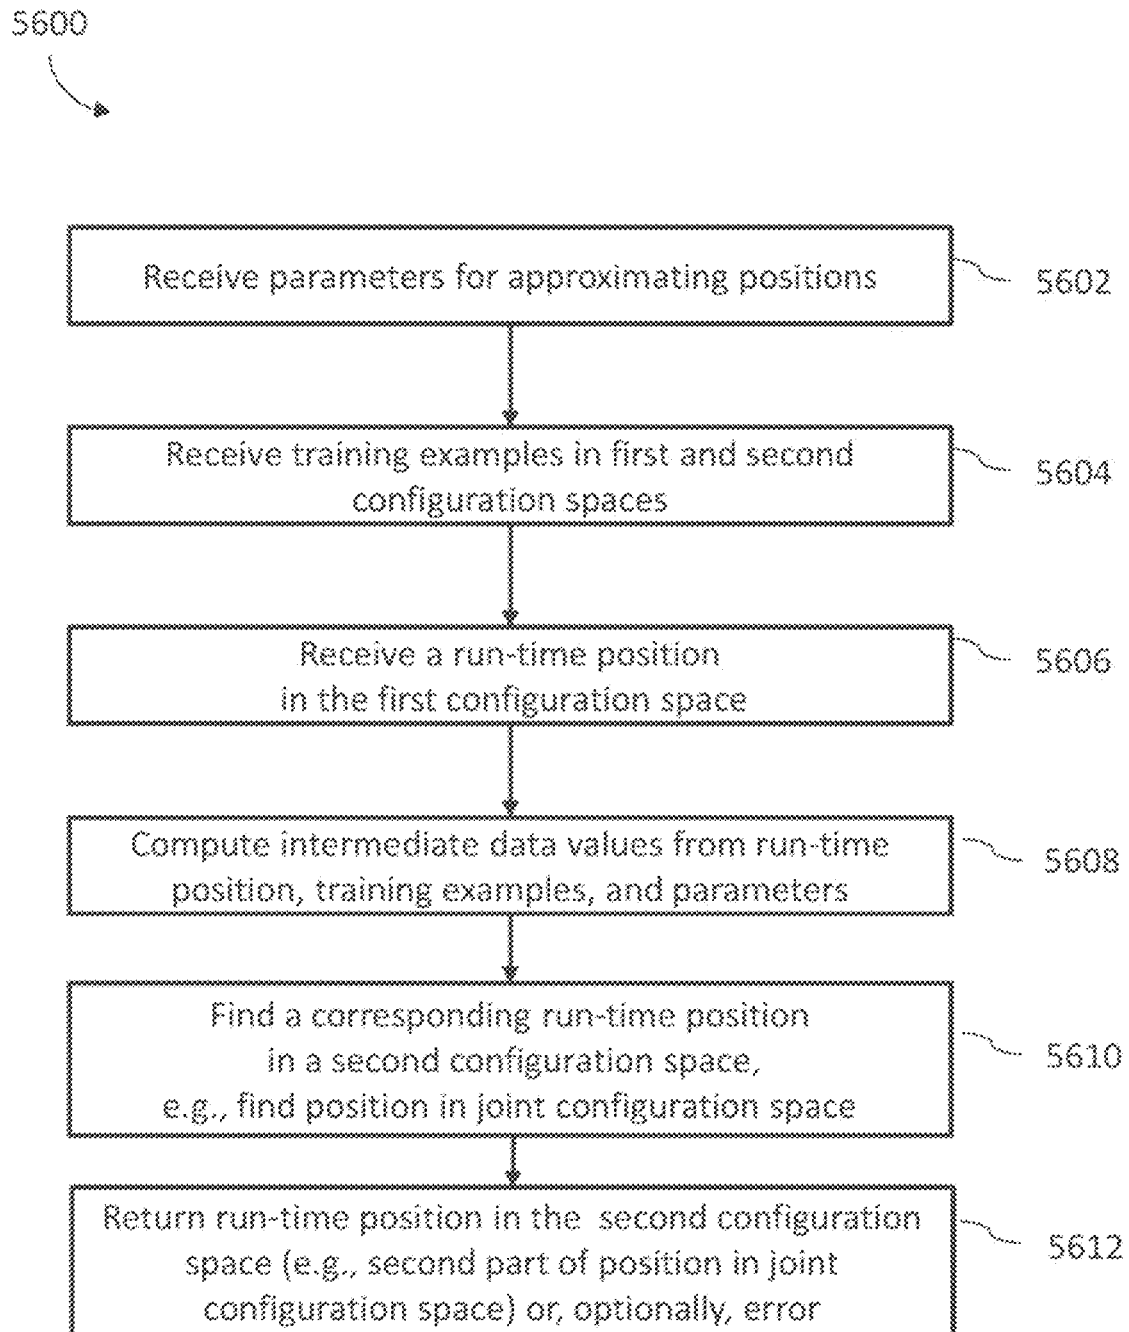 5600
Receive parameters for approximating positions
5602
Receive training examples in first and second
configuration spaces
5604
Receive a run-time position
in the first configuration space
5606
Compute intermediate data values from run-time
position, training examples, and parameters
5608
Find a corresponding run-time position
in a second configuration space,
e.g., find position in joint configuration space
5610
Return run-time position in the second configuration
space (e.g., second part of position in joint
configuration space) or, optionally, error
5612